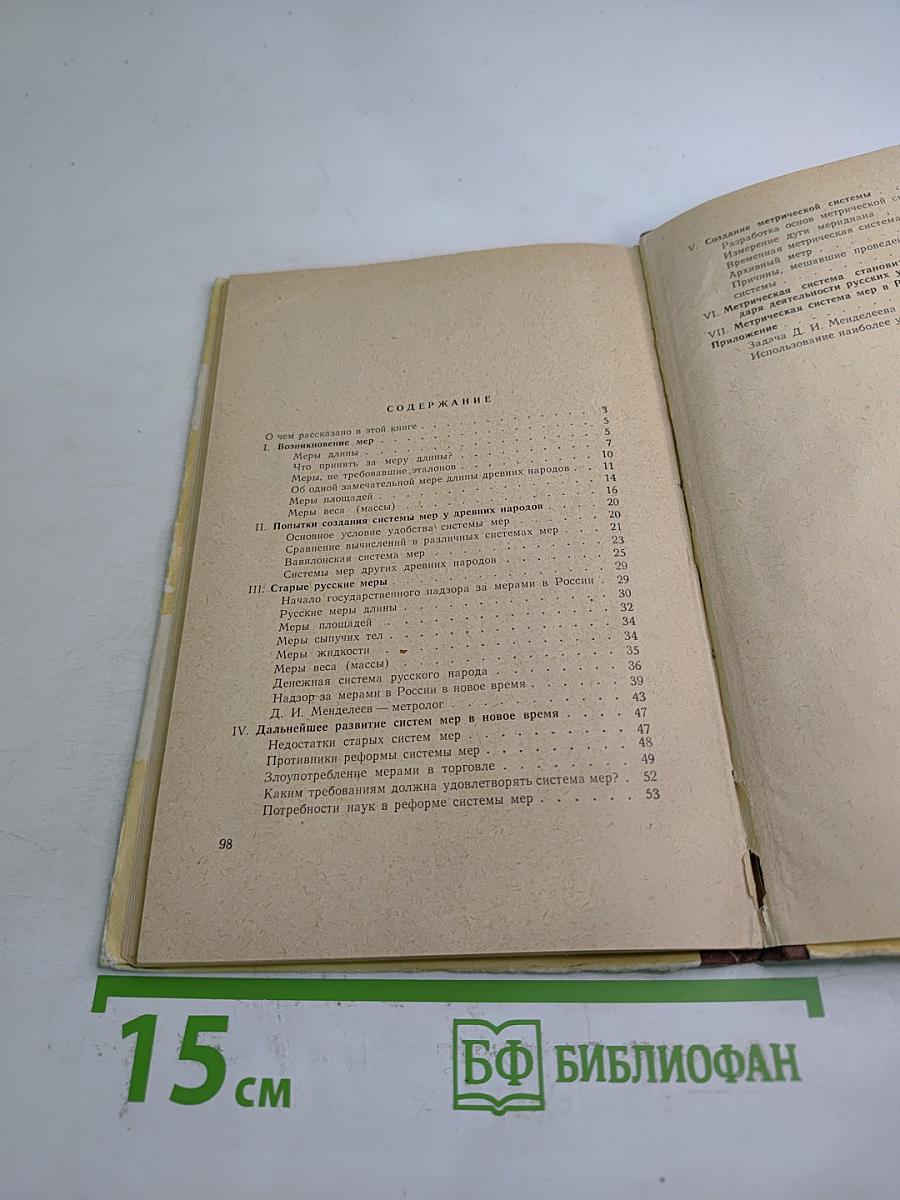 СОДЕРЖАНИЕ
О чем рассказано в этой книге . . . 3
I. Возникновение мер . . . 5
Меры длины . . . 5
Что принять за меру длины? . . . 7
Меры, не требовавшие эталонов . . . 10
Об одной замечательной мере длины древних народов . . 11
Меры площадей . . . 14
Меры веса (массы) . . . 16
II. Попытки создания системы мер у древних народов . . . 20
Основное условие удобства системы мер . . . 20
Сравнение вычислений в различных системах мер . . . 21
Вавилонская система мер . . . 23
Системы мер других древних народов . . . 25
III. Старые русские меры . . . 29
Начало государственного надзора за мерами в России . 29
Русские меры длины . . . 30
Меры площадей . . . 32
Меры сыпучих тел . . . 34
Меры жидкости . . . 34
Меры веса (массы) . . . 35
Денежная система русского народа . . . 36
Надзор за мерами в России в новое время . . . 39
Д. И. Менделеев — метролог . . . 43
IV. Дальнейшее развитие систем мер в новое время . . . 47
Недостатки старых систем мер . . . 47
Противники реформы системы мер . . . 48
Злоупотребление мерами в торговле . . . 49
Каким требованиям должна удовлетворять система мер? . 52
Потребности наук в реформе системы мер . . . 53
98
V. Создание метрической системы . .
Разработка основ метрической
Измерение дуги меридиана .
Временная метрическая система
Архивный метр . . .
Причины, мешавшие
системы . . .
VI. Метрическая система
даря деятельности русских
VII. Метрическая система мер в
Приложение . . .
Задача Д. И. Менделеева
Использование наиболее
15 см
БФ БИБЛИОФАН